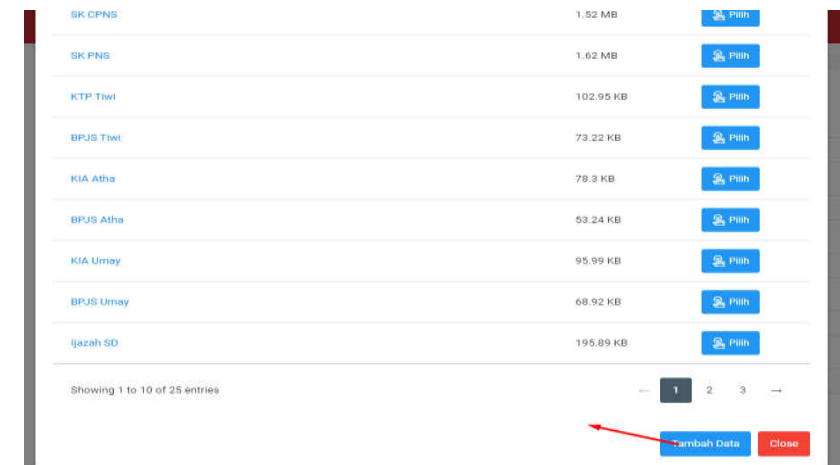 SK CPNS 1.52 MB Pilih
SK PNS 1.62 MB Pilih
KTP Tiwi 102.95 KB Pilih
BPJS Tiwi 73.22 KB Pilih
KIA Atha 78.3 KB Pilih
BPJS Atha 53.24 KB Pilih
KIA Umay 95.99 KB Pilih
BPJS Umay 68.92 KB Pilih
Ijazah SD 195.89 KB Pilih
Showing 1 to 10 of 25 entries ← 1 2 3 →
Tambah Data Close